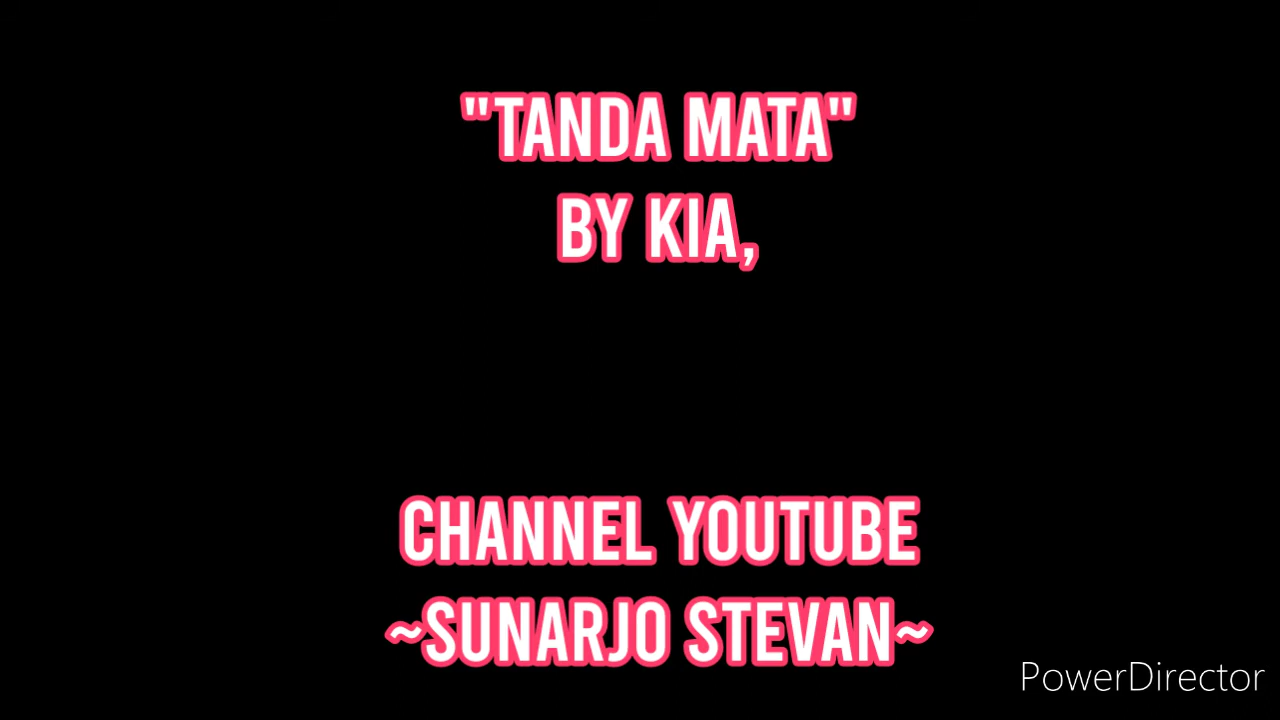 "TANDA MATA"
BY KIA,
CHANNEL YOUTUBE
~SUNARJO STEVAN~
PowerDirector